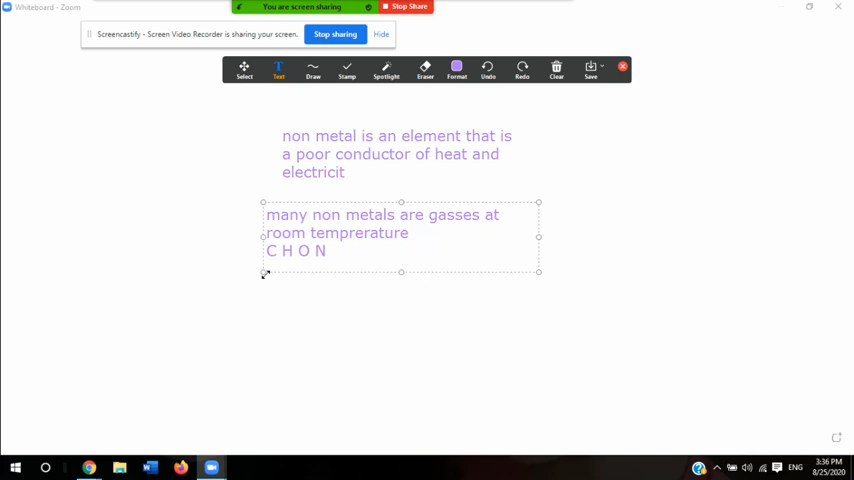 Whiteboard - Zoom
You are screen sharing
Stop Share
Screencastify - Screen Video Recorder is sharing your screen.
Stop sharing
Hide
Select
Text
Draw
Stamp
Spotlight
Eraser
Format
Undo
Redo
Clear
Save
non metal is an element that is
a poor conductor of heat and
electricit
many non metals are gasses at
room temprerature
C H O N
ENG
3:36 PM
8/25/2020